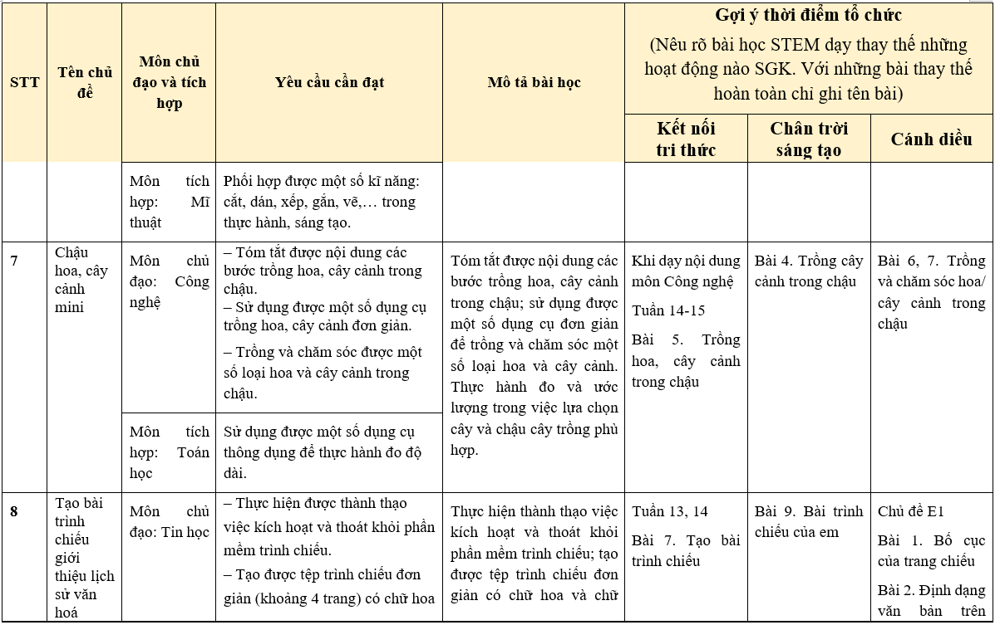 STT
Tên chủ
đề
Môn chủ
đạo và tích
hợp
Yêu cầu cần đạt
Mô tả bài học
Gợi ý thời điểm tổ chức
(Nêu rõ bài học STEM dạy thay thế những
hoạt động nào SGK. Với những bài thay thế
hoàn toàn chỉ ghi tên bài)
Kết nối
tri thức
Chân trời
sáng tạo
Cánh diều
Môn tích
hợp: Mĩ
thuật
Phối hợp được một số kĩ năng:
cắt, dán, xếp, gắn, vẽ,… trong
thực hành, sáng tạo.
7
Chậu
hoa, cây
cảnh
mini
Môn chủ
đạo: Công
nghệ
– Tóm tắt được nội dung các
bước trồng hoa, cây cảnh trong
chậu.
– Sử dụng được một số dụng cụ
trồng hoa, cây cảnh đơn giản.
– Trồng và chăm sóc được một
số loại hoa và cây cảnh trong
chậu.
Môn tích
hợp: Toán
học
Sử dụng được một số dụng cụ
thông dụng để thực hành đo độ
dài.
Tóm tắt được nội dung các
bước trồng hoa, cây cảnh
trong chậu; sử dụng được
một số dụng cụ đơn giản
để trồng và chăm sóc một
số loại hoa và cây cảnh.
Thực hành đo và ước
lượng trong việc lựa chọn
cây và chậu cây trồng phù
hợp.
Khi dạy nội dung
môn Công nghệ
Tuần 14-15
Bài 5. Trồng
hoa, cây cảnh
trong chậu
Bài 4. Trồng cây
cảnh trong chậu
Bài 6, 7. Trồng
và chăm sóc hoa/
cây cảnh trong
chậu
8
Tạo bài
trình
chiếu
giới
thiệu lịch
sử văn
hoá
Môn chủ
đạo: Tin học
– Thực hiện được thành thạo
việc kích hoạt và thoát khỏi phần
mềm trình chiếu.
– Tạo được tệp trình chiếu đơn
giản (khoảng 4 trang) có chữ hoa
Thực hiện thành thạo việc
kích hoạt và thoát khỏi
phần mềm trình chiếu; tạo
được tệp trình chiếu đơn
giản có chữ hoa và chữ
Tuần 13, 14
Bài 7. Tạo bài
trình chiếu
Bài 9. Bài trình
chiếu của em
Chủ đề E1
Bài 1. Bố cục
của trang chiếu
Bài 2. Định dạng
văn bản trên